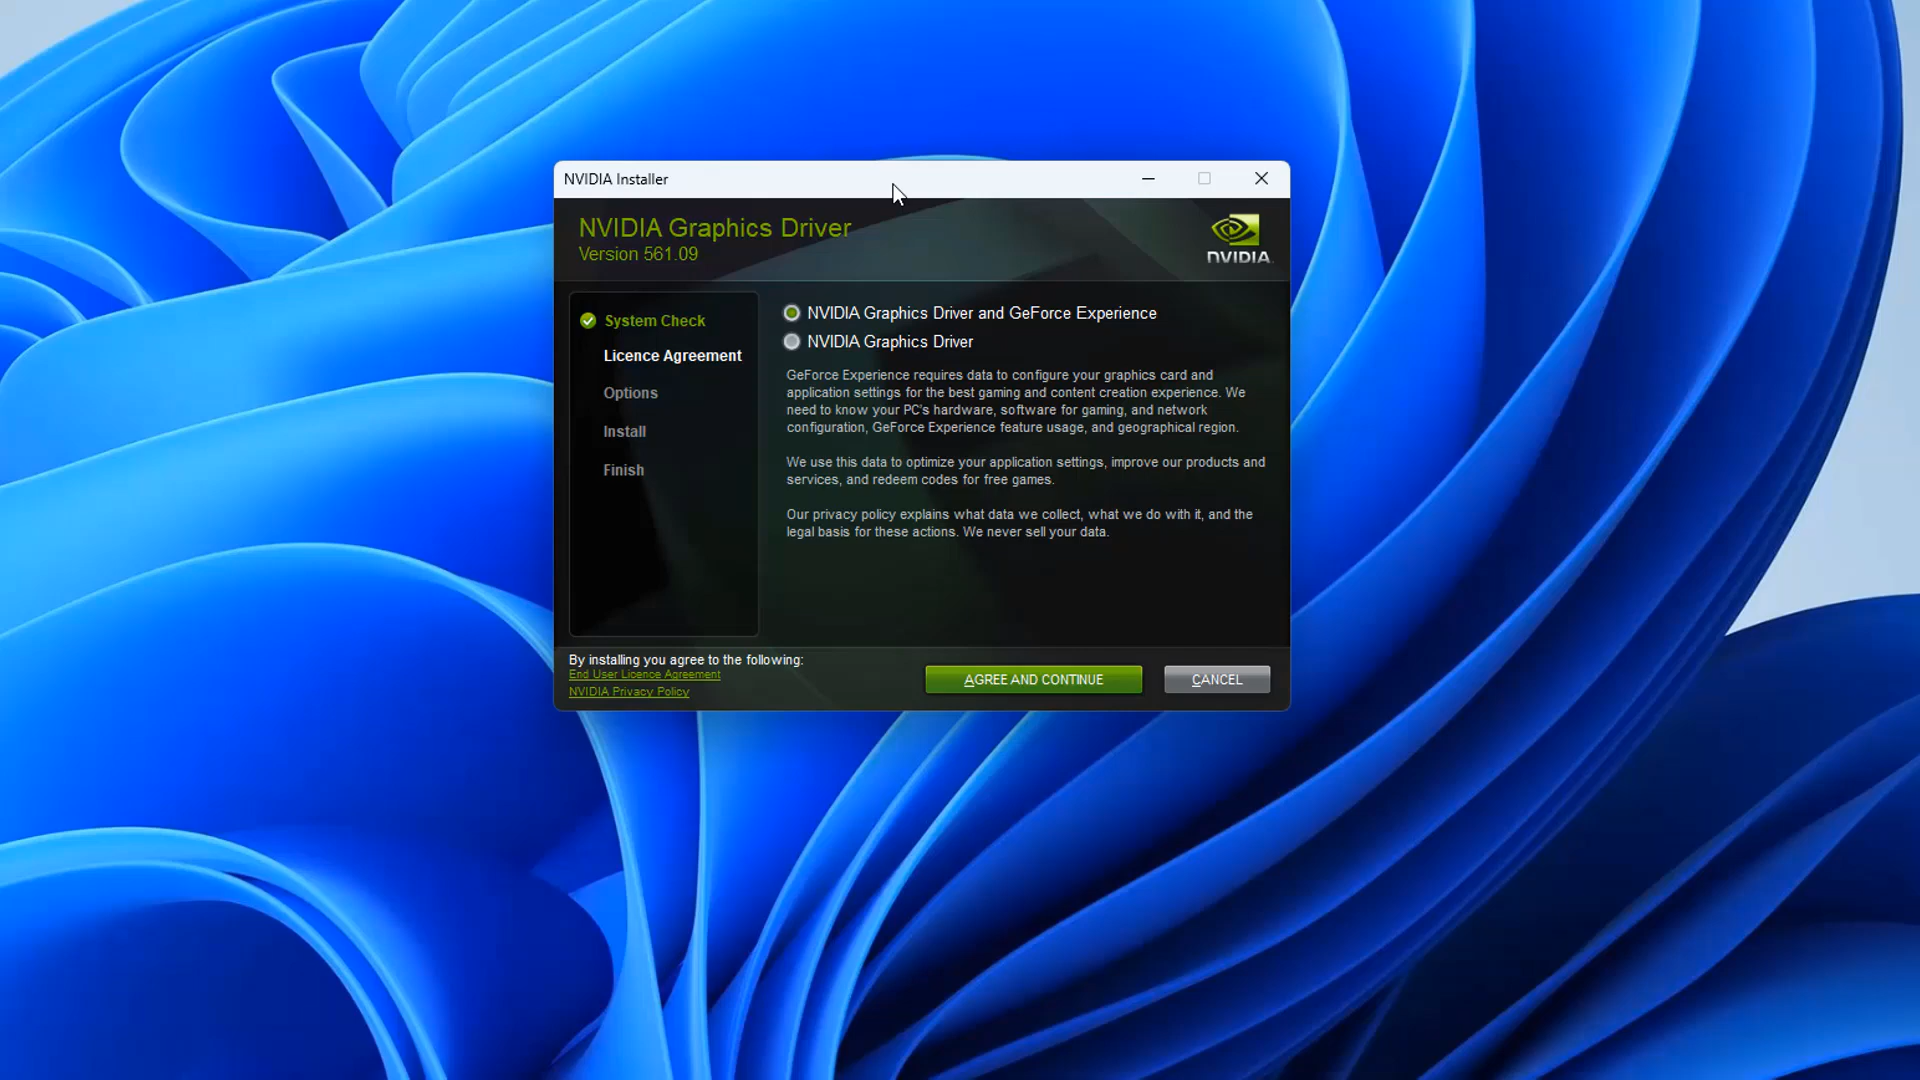 NVIDIA Installer
NVIDIA Graphics Driver
Version 561.09
NVIDIA
System Check
Licence Agreement
Options
Install
Finish
NVIDIA Graphics Driver and GeForce Experience
NVIDIA Graphics Driver
GeForce Experience requires data to configure your graphics card and
application settings for the best gaming and content creation experience. We
need to know your PC's hardware, software for gaming, and network
configuration, GeForce Experience feature usage, and geographical region.
We use this data to optimize your application settings, improve our products and
services, and redeem codes for free games.
Our privacy policy explains what data we collect, what we do with it, and the
legal basis for these actions. We never sell your data.
By installing you agree to the following:
End User Licence Agreement
NVIDIA Privacy Policy
AGREE AND CONTINUE
CANCEL